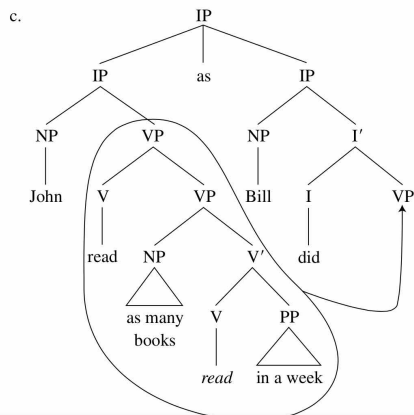 c. IP
IP as IP
NP VP NP I′
John V VP Bill I VP
read NP V′ did
as many V PP
books
read in a week